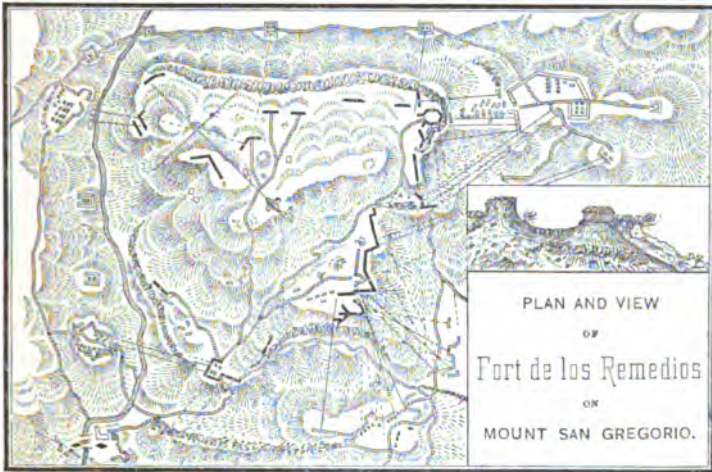 PLAN AND VIEW
OF
Fort de los Remedios
ON
MOUNT SAN GREGORIO.